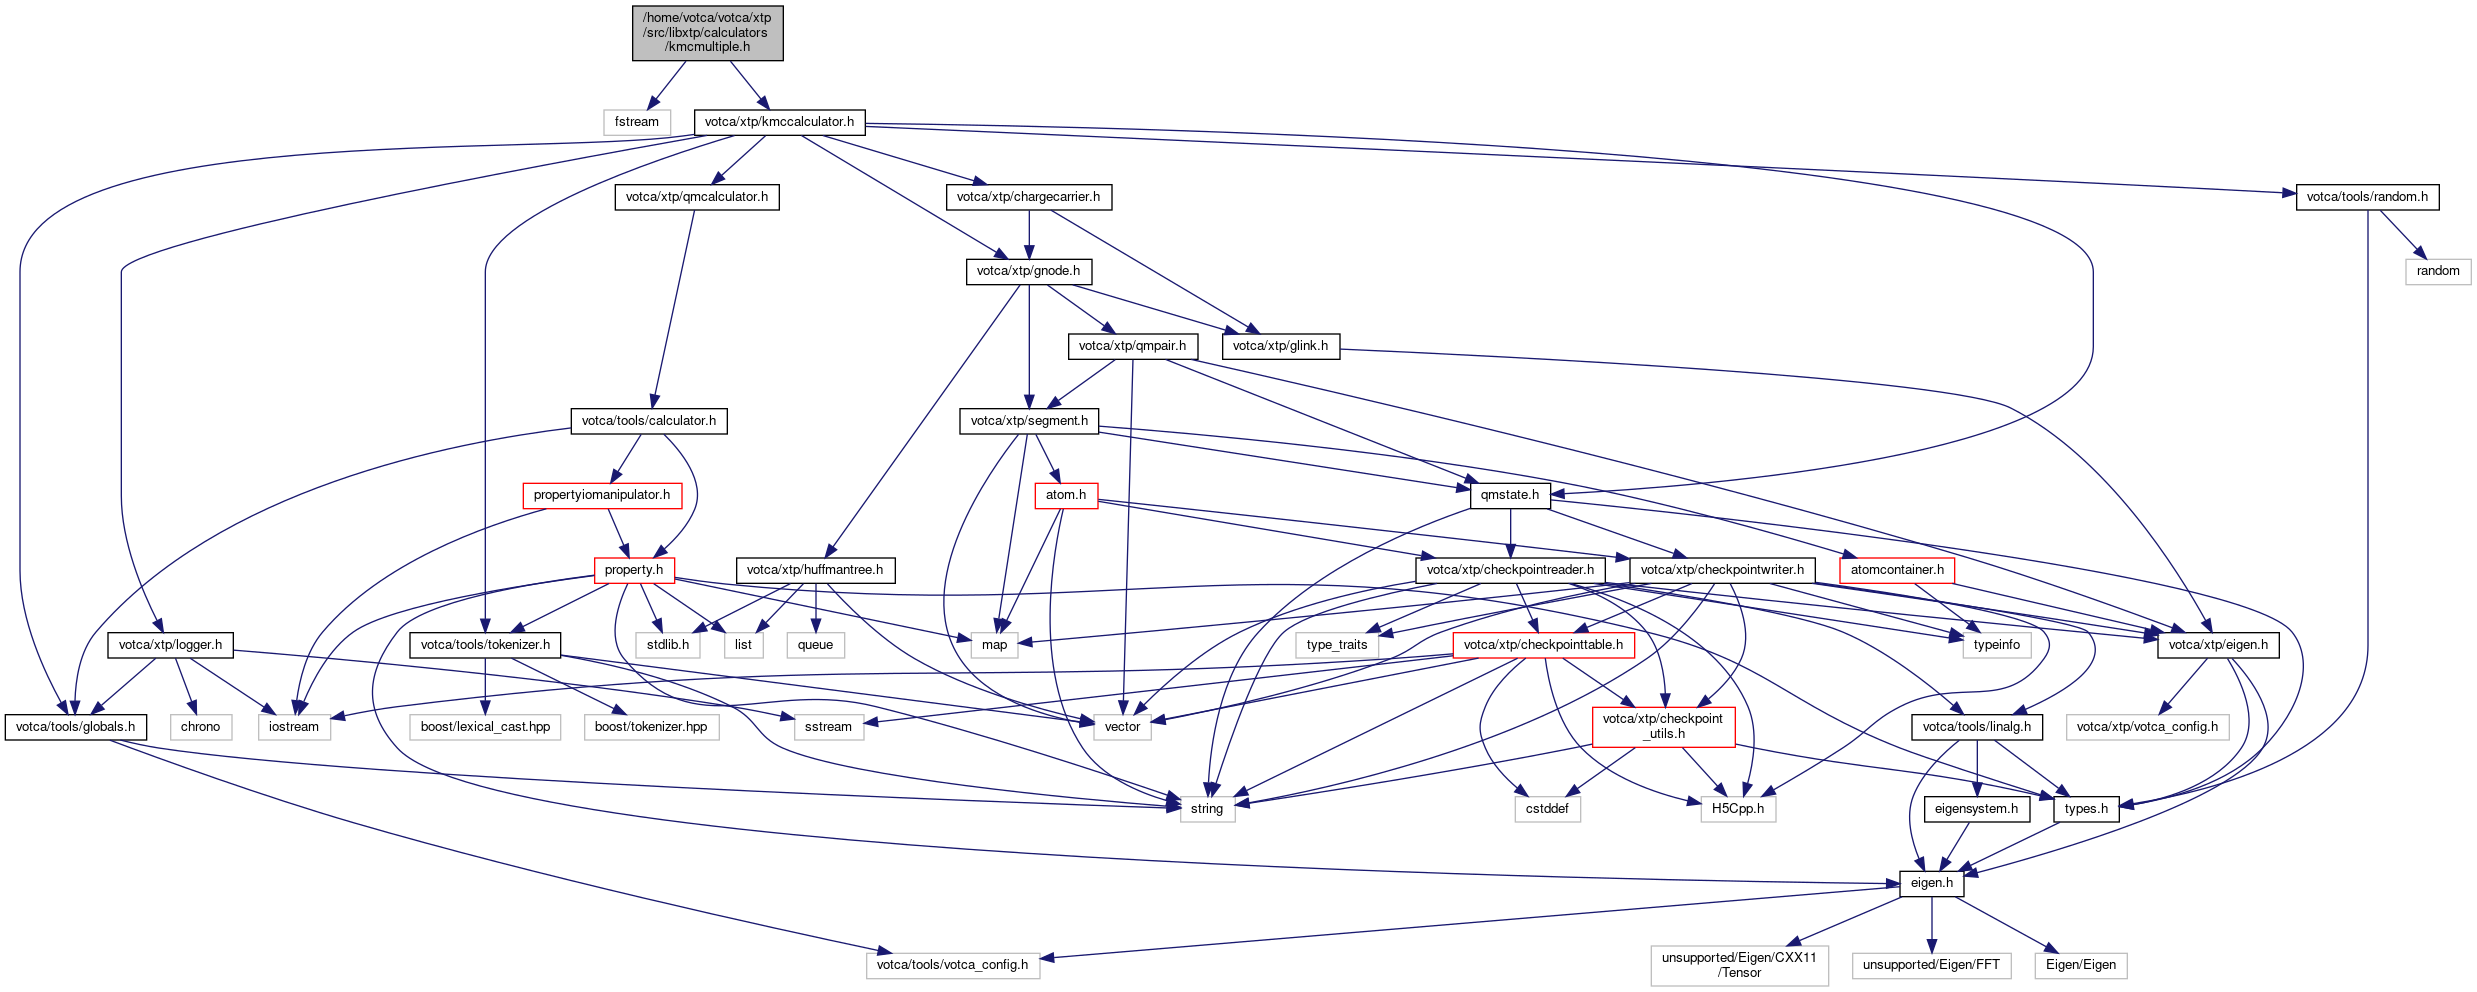 /home/votca/votca/xtp
/src/libxtp/calculators
/kmcmultiple.h
fstream
votca/xtp/kmccalculator.h
votca/xtp/qmcalculator.h
votca/xtp/chargecarrier.h
votca/tools/random.h
votca/xtp/gnode.h
random
votca/xtp/qmpair.h
votca/xtp/glink.h
votca/tools/calculator.h
votca/xtp/segment.h
propertyiomanipulator.h
atom.h
qmstate.h
property.h
votca/xtp/huffmantree.h
votca/xtp/checkpointreader.h
votca/xtp/checkpointwriter.h
atomcontainer.h
votca/xtp/logger.h
votca/tools/tokenizer.h
stdlib.h
list
queue
map
type_traits
votca/xtp/checkpointtable.h
typeinfo
votca/xtp/eigen.h
votca/tools/globals.h
chrono
iostream
boost/lexical_cast.hpp
boost/tokenizer.hpp
sstream
vector
votca/xtp/checkpoint
_utils.h
votca/tools/linalg.h
votca/xtp/votca_config.h
string
cstddef
H5Cpp.h
eigensystem.h
types.h
eigen.h
votca/tools/votca_config.h
unsupported/Eigen/CXX11
/Tensor
unsupported/Eigen/FFT
Eigen/Eigen